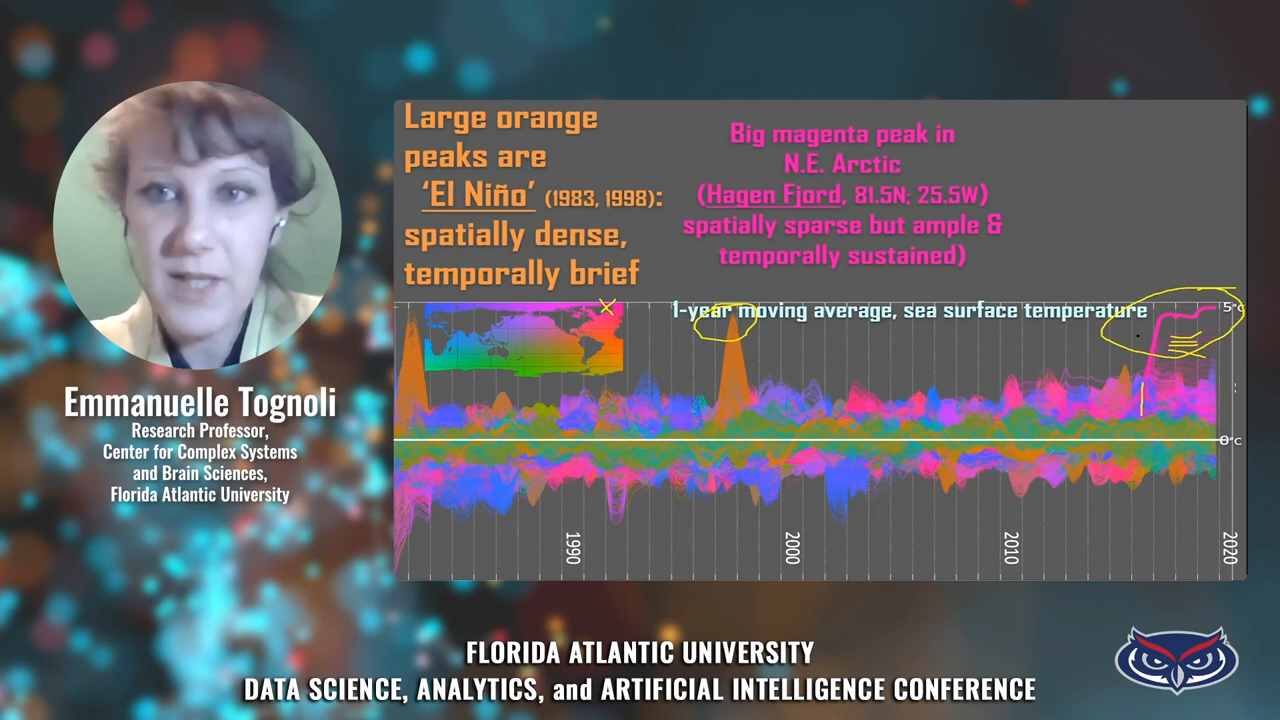 Large orange
peaks are
'El Niño' (1983, 1998):
spatially dense,
temporally brief
Big magenta peak in
N.E. Arctic
(Hagen Fjord, 81.5N; 25.5W)
spatially sparse but ample &
temporally sustained)
1-year moving average, sea surface temperature
5°c
0°c
1990
2000
2010
2020
Emmanuelle Tognoli
Research Professor,
Center for Complex Systems
and Brain Sciences,
Florida Atlantic University
FLORIDA ATLANTIC UNIVERSITY
DATA SCIENCE, ANALYTICS, and ARTIFICIAL INTELLIGENCE CONFERENCE